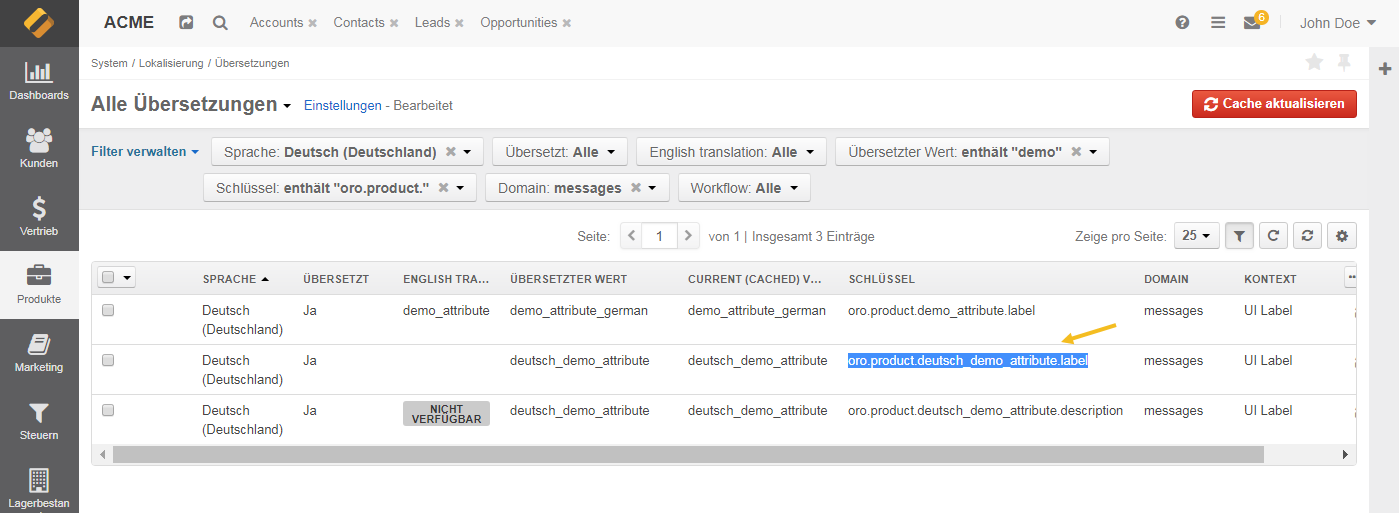 ACME Accounts Contacts Leads Opportunities 6 John Doe
System / Lokalisierung / Übersetzungen
Dashboards
Alle Übersetzungen Einstellungen - Bearbeitet Cache aktualisieren
Filter verwalten Sprache: Deutsch (Deutschland) Übersetzt: Alle English translation: Alle Übersetzter Wert: enthält "demo"
Kunden
Schlüssel: enthält "oro.product." Domain: messages Workflow: Alle
Vertrieb
Seite: 1 von 1 | Insgesamt 3 Einträge Zeige pro Seite: 25
SPRACHE ÜBERSETZT ENGLISH TRA... ÜBERSETZTER WERT CURRENT (CACHED) V... SCHLÜSSEL DOMAIN KONTEXT
Produkte
Deutsch (Deutschland) Ja demo_attribute demo_attribute_german demo_attribute_german oro.product.demo_attribute.label messages UI Label
Marketing
Deutsch (Deutschland) Ja deutsch_demo_attribute deutsch_demo_attribute oro.product.deutsch_demo_attribute.label messages UI Label
Deutsch (Deutschland) Ja NICHT VERFÜGBAR deutsch_demo_attribute deutsch_demo_attribute oro.product.deutsch_demo_attribute.description messages UI Label
Steuern
Lagerbestan